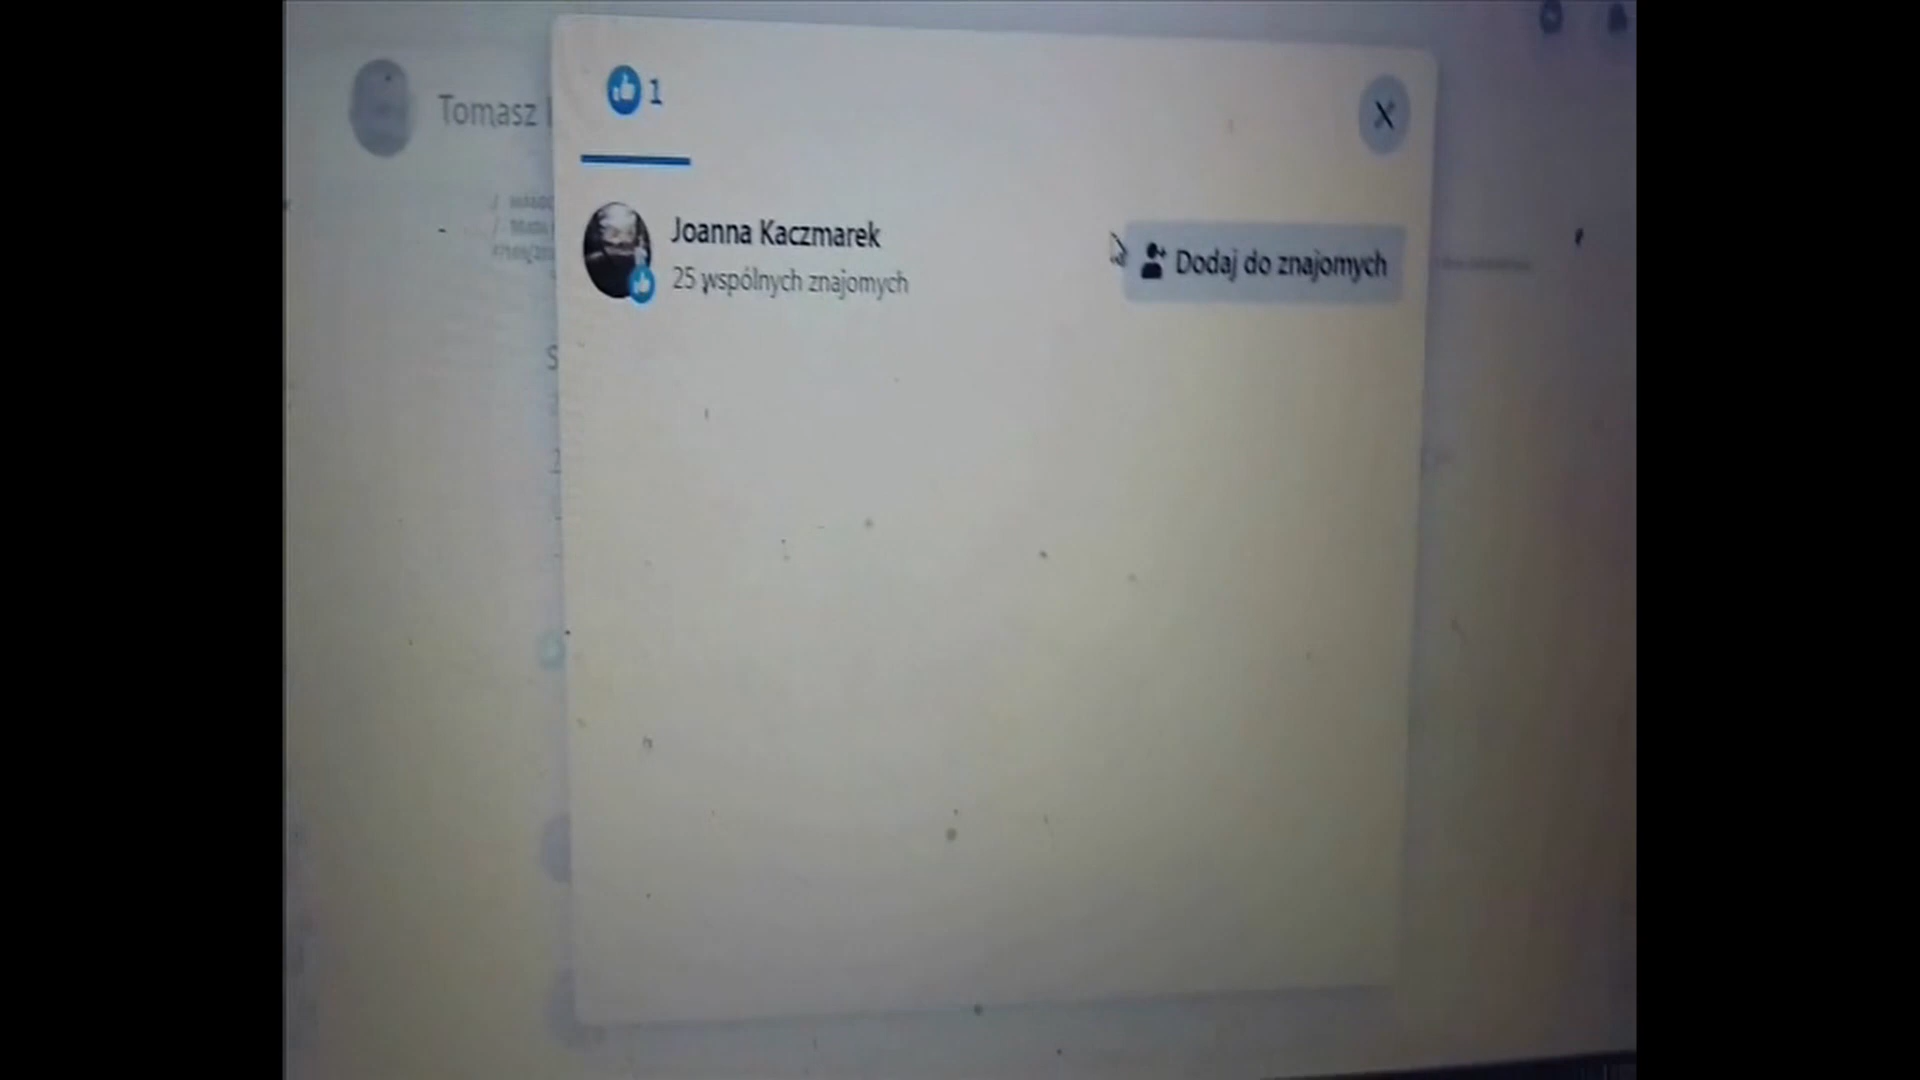 1
X
Tomasz
Joanna Kaczmarek
25 wspólnych znajomych
Dodaj do znajomych